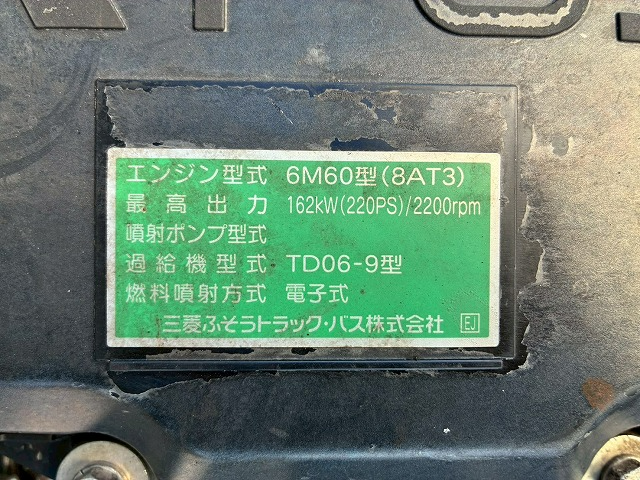 エンジン型式 6M60型(8AT3)
最高出力 162kW(220PS)/2200rpm
噴射ポンプ型式
過給機型式 TD06-9型
燃料噴射方式 電子式
三菱ふそうトラック・バス株式会社 EJ